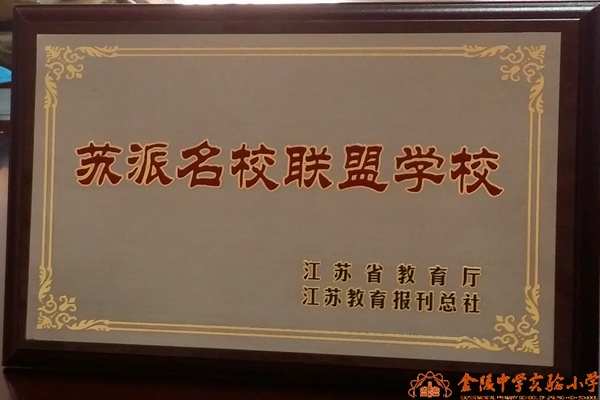 苏派名校联盟学校
江苏省教育厅
江苏教育报刊总社
金陵中学实验小学